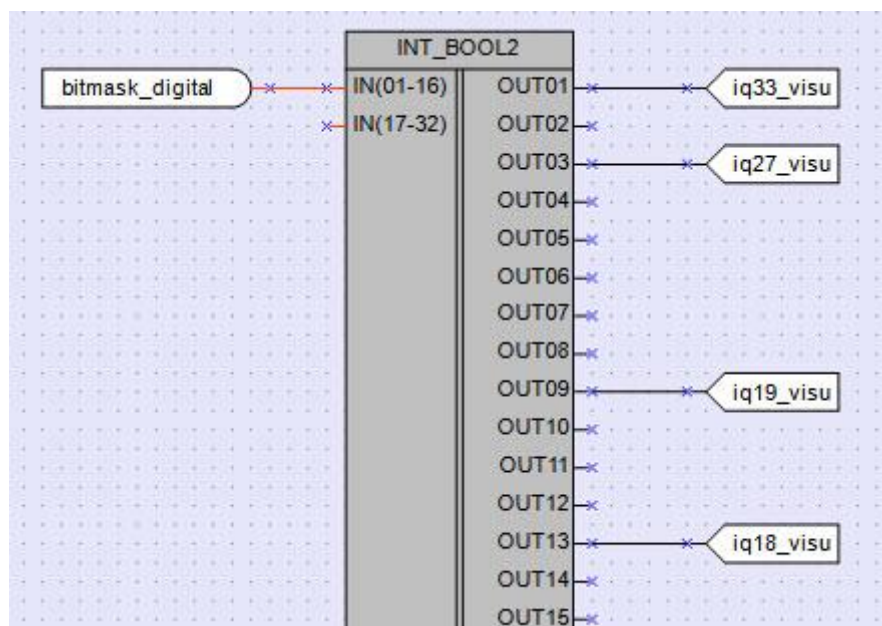 INT_BOOL2
bitmask_digital IN(01-16) OUT01 iq33_visu
IN(17-32) OUT02
OUT03 iq27_visu
OUT04
OUT05
OUT06
OUT07
OUT08
OUT09 iq19_visu
OUT10
OUT11
OUT12
OUT13 iq18_visu
OUT14
OUT15